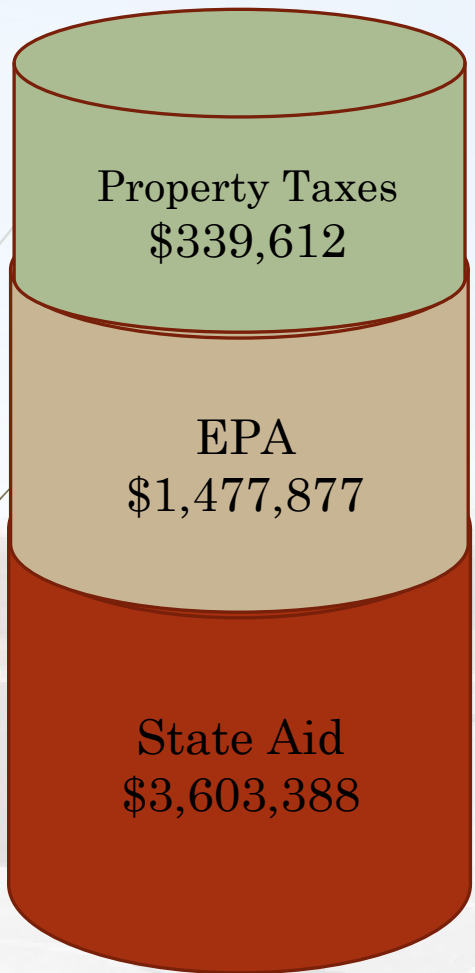 Property Taxes
$339,612
EPA
$1,477,877
State Aid
$3,603,388